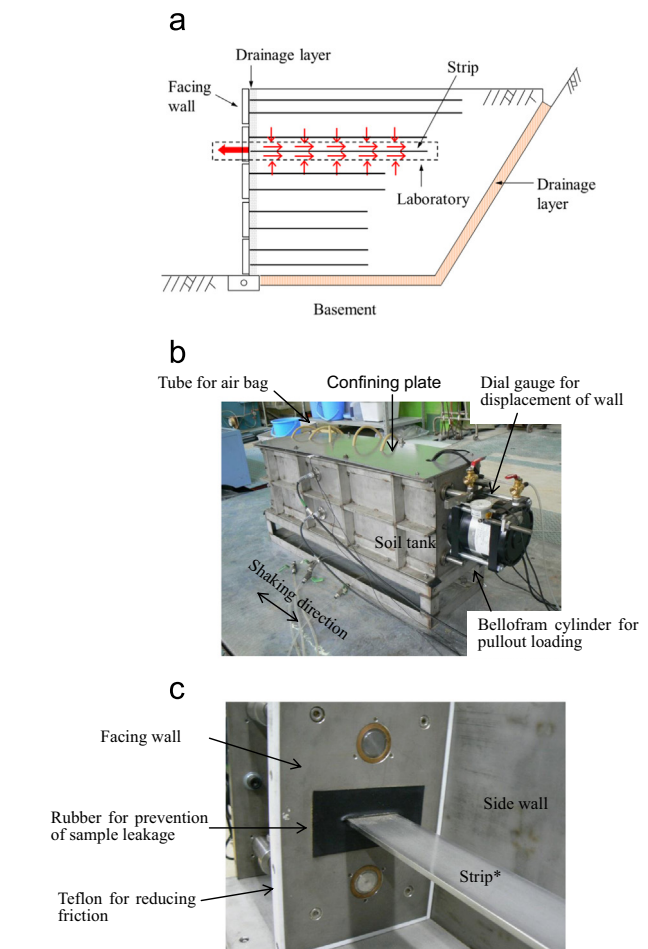 a
Drainage layer
Strip
Facing
wall
Laboratory
Drainage
layer
Basement
b
Tube for air bag
Confining plate
Dial gauge for
displacement of wall
Soil tank
Shaking direction
Bellofram cylinder for
pullout loading
c
Facing wall
Side wall
Rubber for prevention
of sample leakage
Strip*
Teflon for reducing
friction